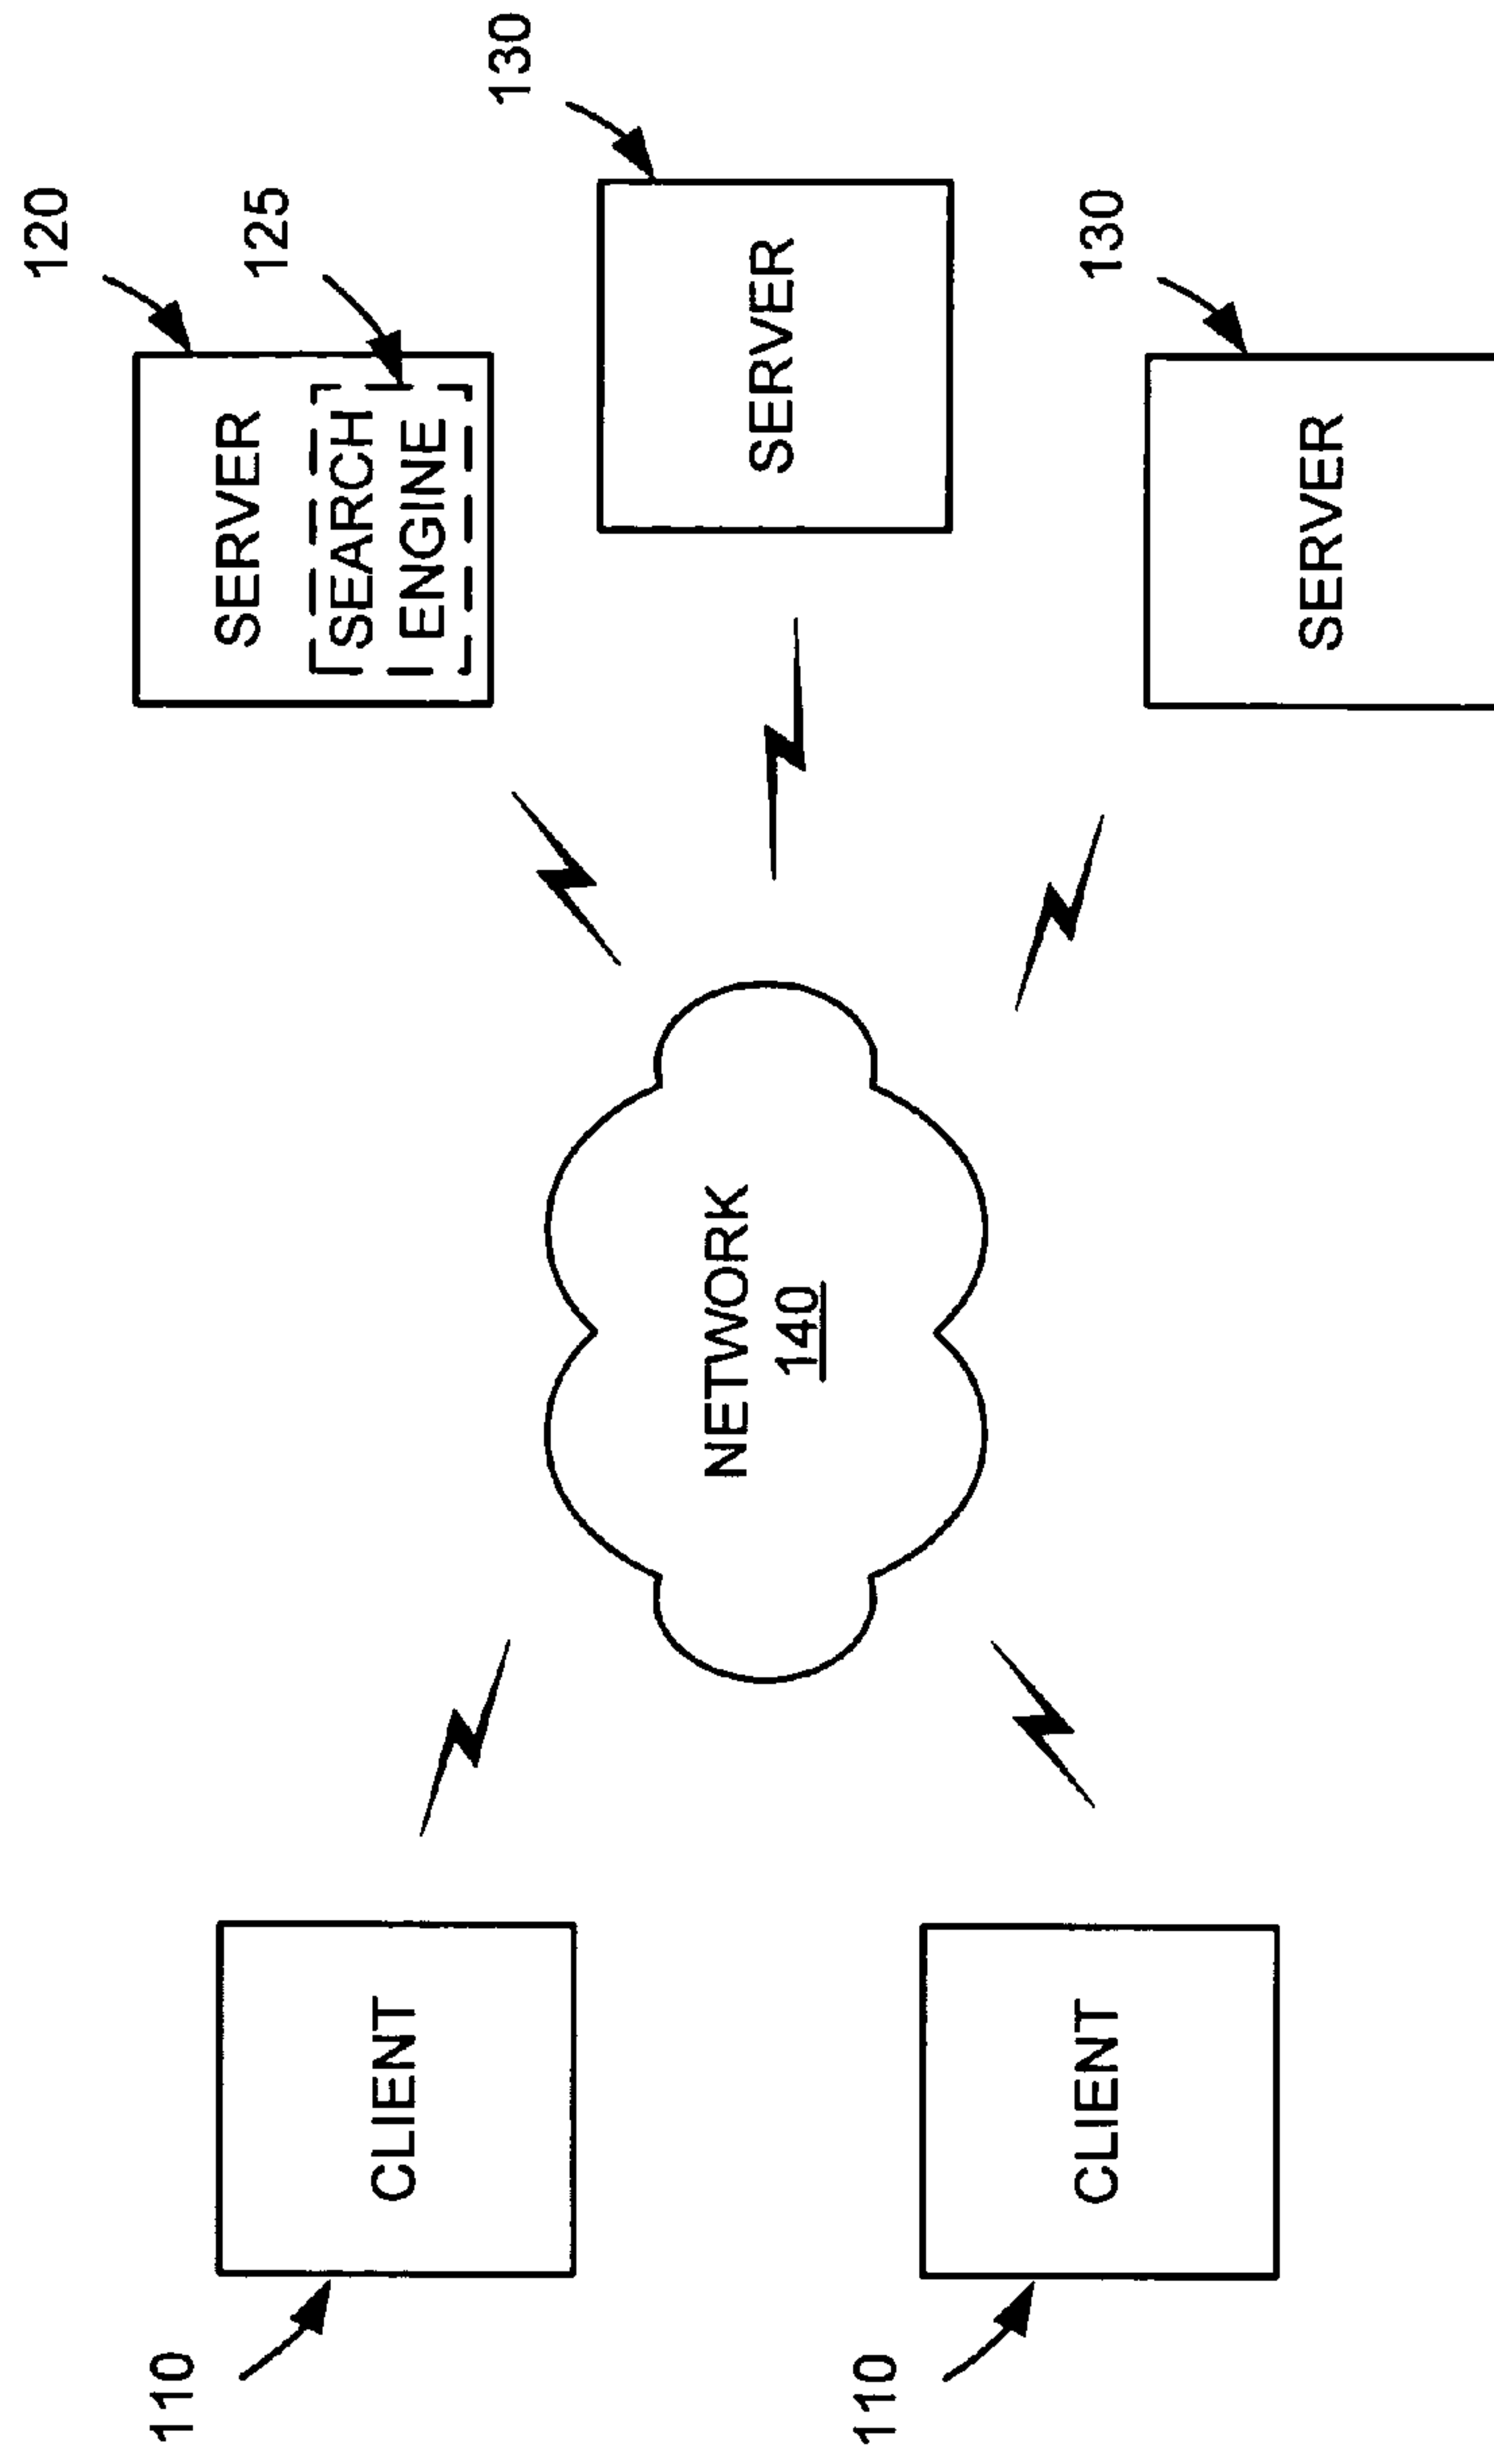 120
SERVER
125
SEARCH
ENGINE
110
CLIENT
130
SERVER
NETWORK
140
110
CLIENT
130
SERVER